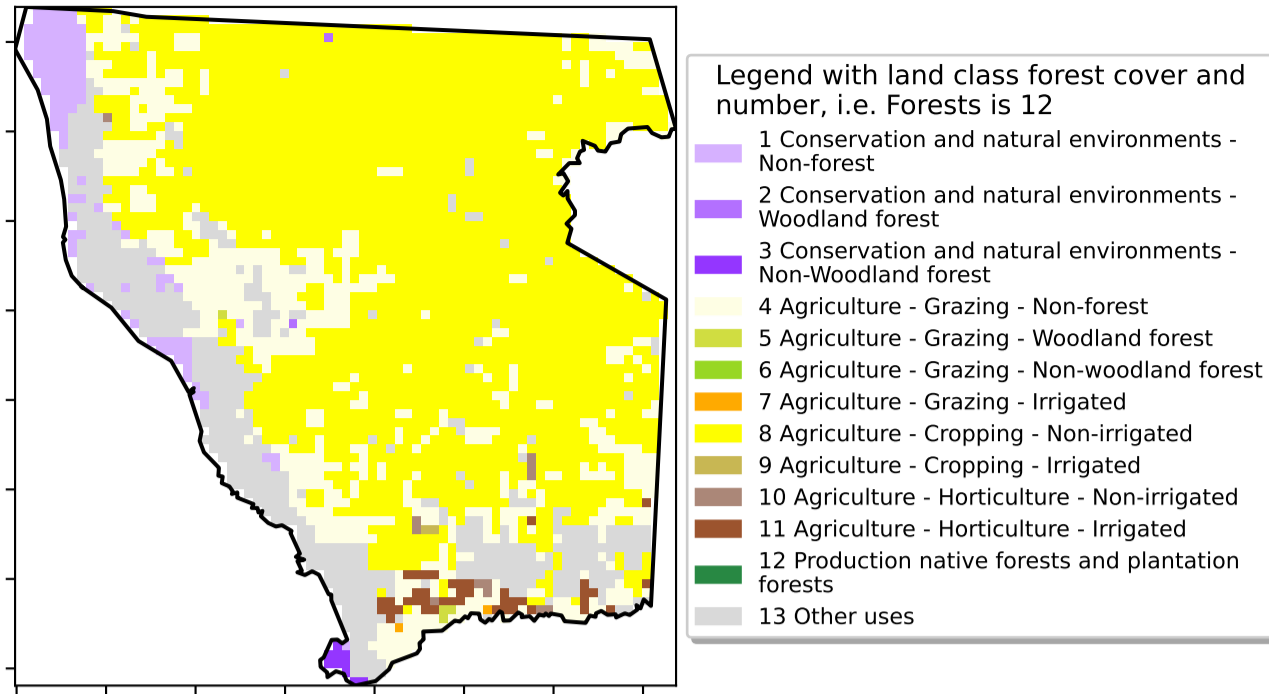 Legend with land class forest cover and
number, i.e. Forests is 12
1 Conservation and natural environments -
Non-forest
2 Conservation and natural environments -
Woodland forest
3 Conservation and natural environments -
Non-Woodland forest
4 Agriculture - Grazing - Non-forest
5 Agriculture - Grazing - Woodland forest
6 Agriculture - Grazing - Non-woodland forest
7 Agriculture - Grazing - Irrigated
8 Agriculture - Cropping - Non-irrigated
9 Agriculture - Cropping - Irrigated
10 Agriculture - Horticulture - Non-irrigated
11 Agriculture - Horticulture - Irrigated
12 Production native forests and plantation
forests
13 Other uses